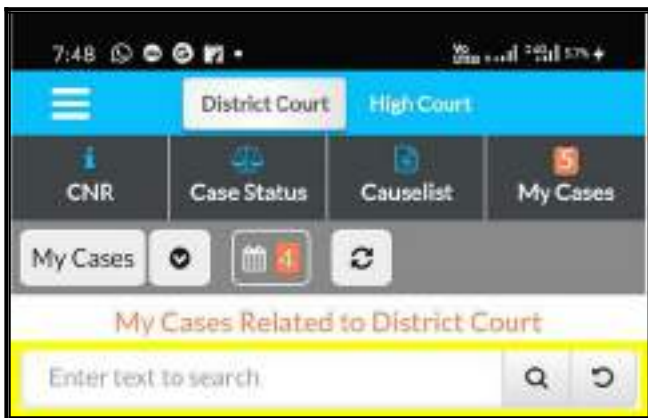 7:48
57%
District Court High Court
5
CNR Case Status Causelist My Cases
My Cases 4
My Cases Related to District Court
Enter text to search